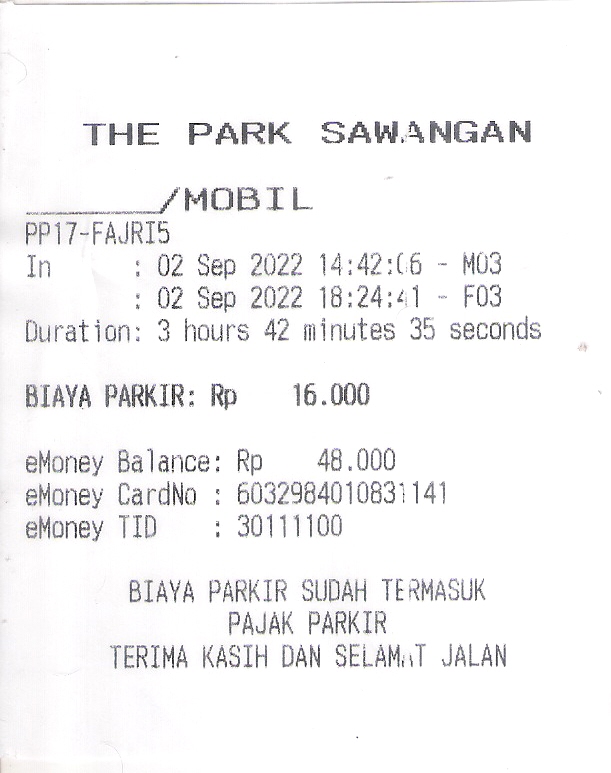 THE PARK SAWANGAN
________/MOBIL
PP17-FAJRI5
In : 02 Sep 2022 14:42:06 - M03
: 02 Sep 2022 18:24:41 - F03
Duration: 3 hours 42 minutes 35 seconds
BIAYA PARKIR: Rp 16.000
eMoney Balance: Rp 48.000
eMoney CardNo : 6032984010831141
eMoney TID : 30111100
BIAYA PARKIR SUDAH TERMASUK
PAJAK PARKIR
TERIMA KASIH DAN SELAMAT JALAN